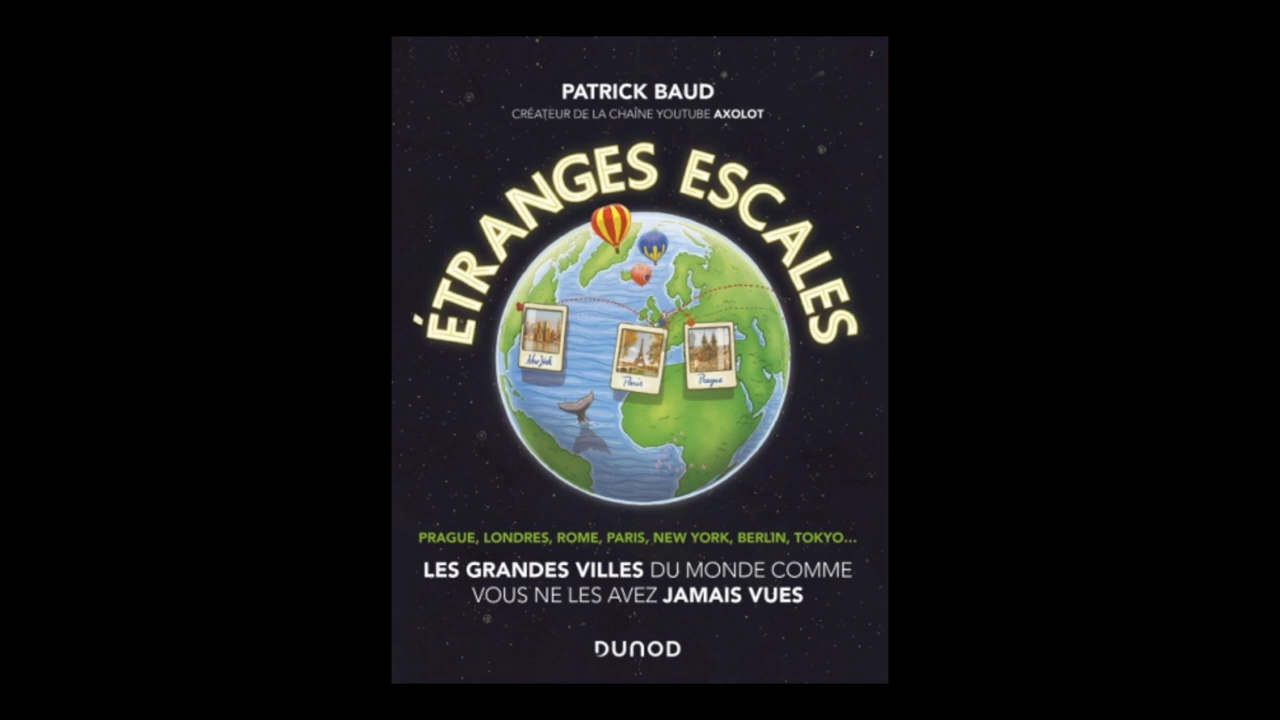 PATRICK BAUD
CRÉATEUR DE LA CHAÎNE YOUTUBE AXOLOT
ÉTRANGES ESCALES
New York
Paris
Prague
PRAGUE, LONDRES, ROME, PARIS, NEW YORK, BERLIN, TOKYO...
LES GRANDES VILLES DU MONDE COMME
VOUS NE LES AVEZ JAMAIS VUES
DUNOD